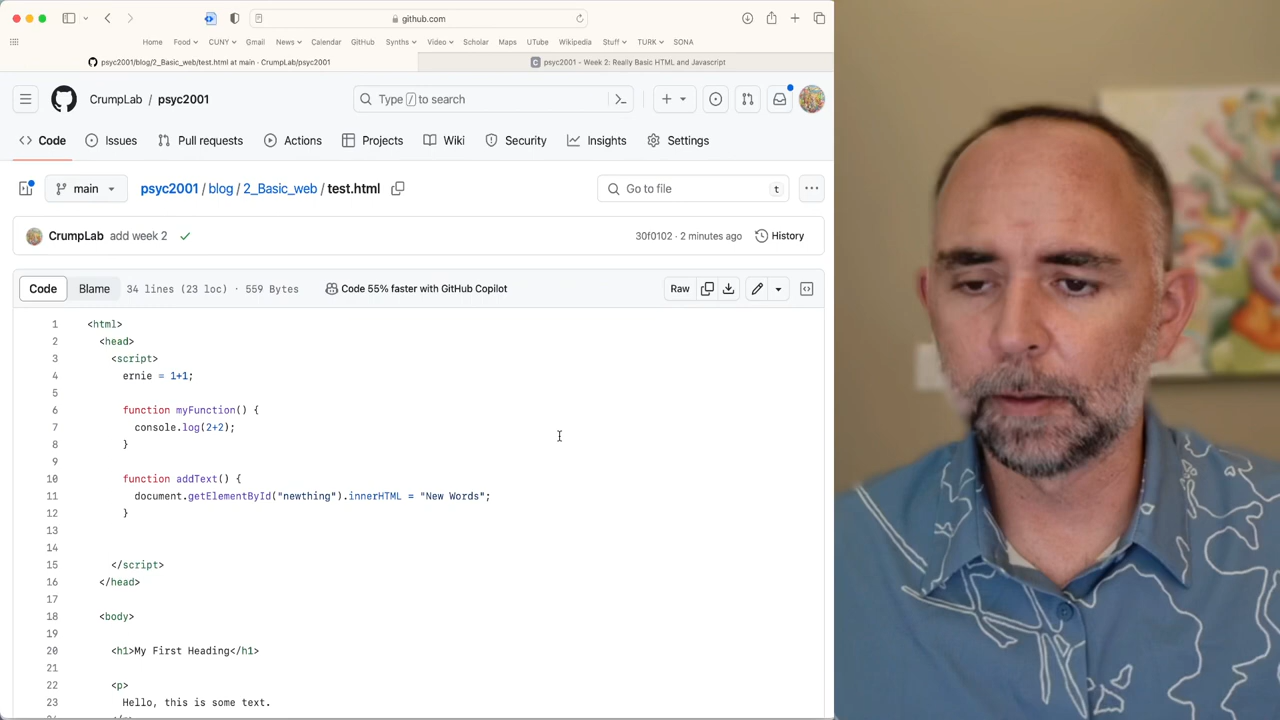 github.com
Home Food CUNY Gmail News Calendar GitHub Synths Video Scholar Maps UTube Wikipedia Stuff TURK SONA
psyc2001/blog/2_Basic_web/test.html at main · CrumpLab/psyc2001
psyc2001 - Week 2: Really Basic HTML and Javascript
CrumpLab / psyc2001
Type / to search
Code Issues Pull requests Actions Projects Wiki Security Insights Settings
main
psyc2001 / blog / 2_Basic_web / test.html
Go to file t
CrumpLab add week 2
30f0102 · 2 minutes ago History
Code Blame 34 lines (23 loc) · 559 Bytes Code 55% faster with GitHub Copilot Raw
1 <html>
2 <head>
3 <script>
4 ernie = 1+1;
5
6 function myFunction() {
7 console.log(2+2);
8 }
9
10 function addText() {
11 document.getElementById("newthing").innerHTML = "New Words";
12 }
13
14
15 </script>
16 </head>
17
18 <body>
19
20 <h1>My First Heading</h1>
21
22 <p>
23 Hello, this is some text.